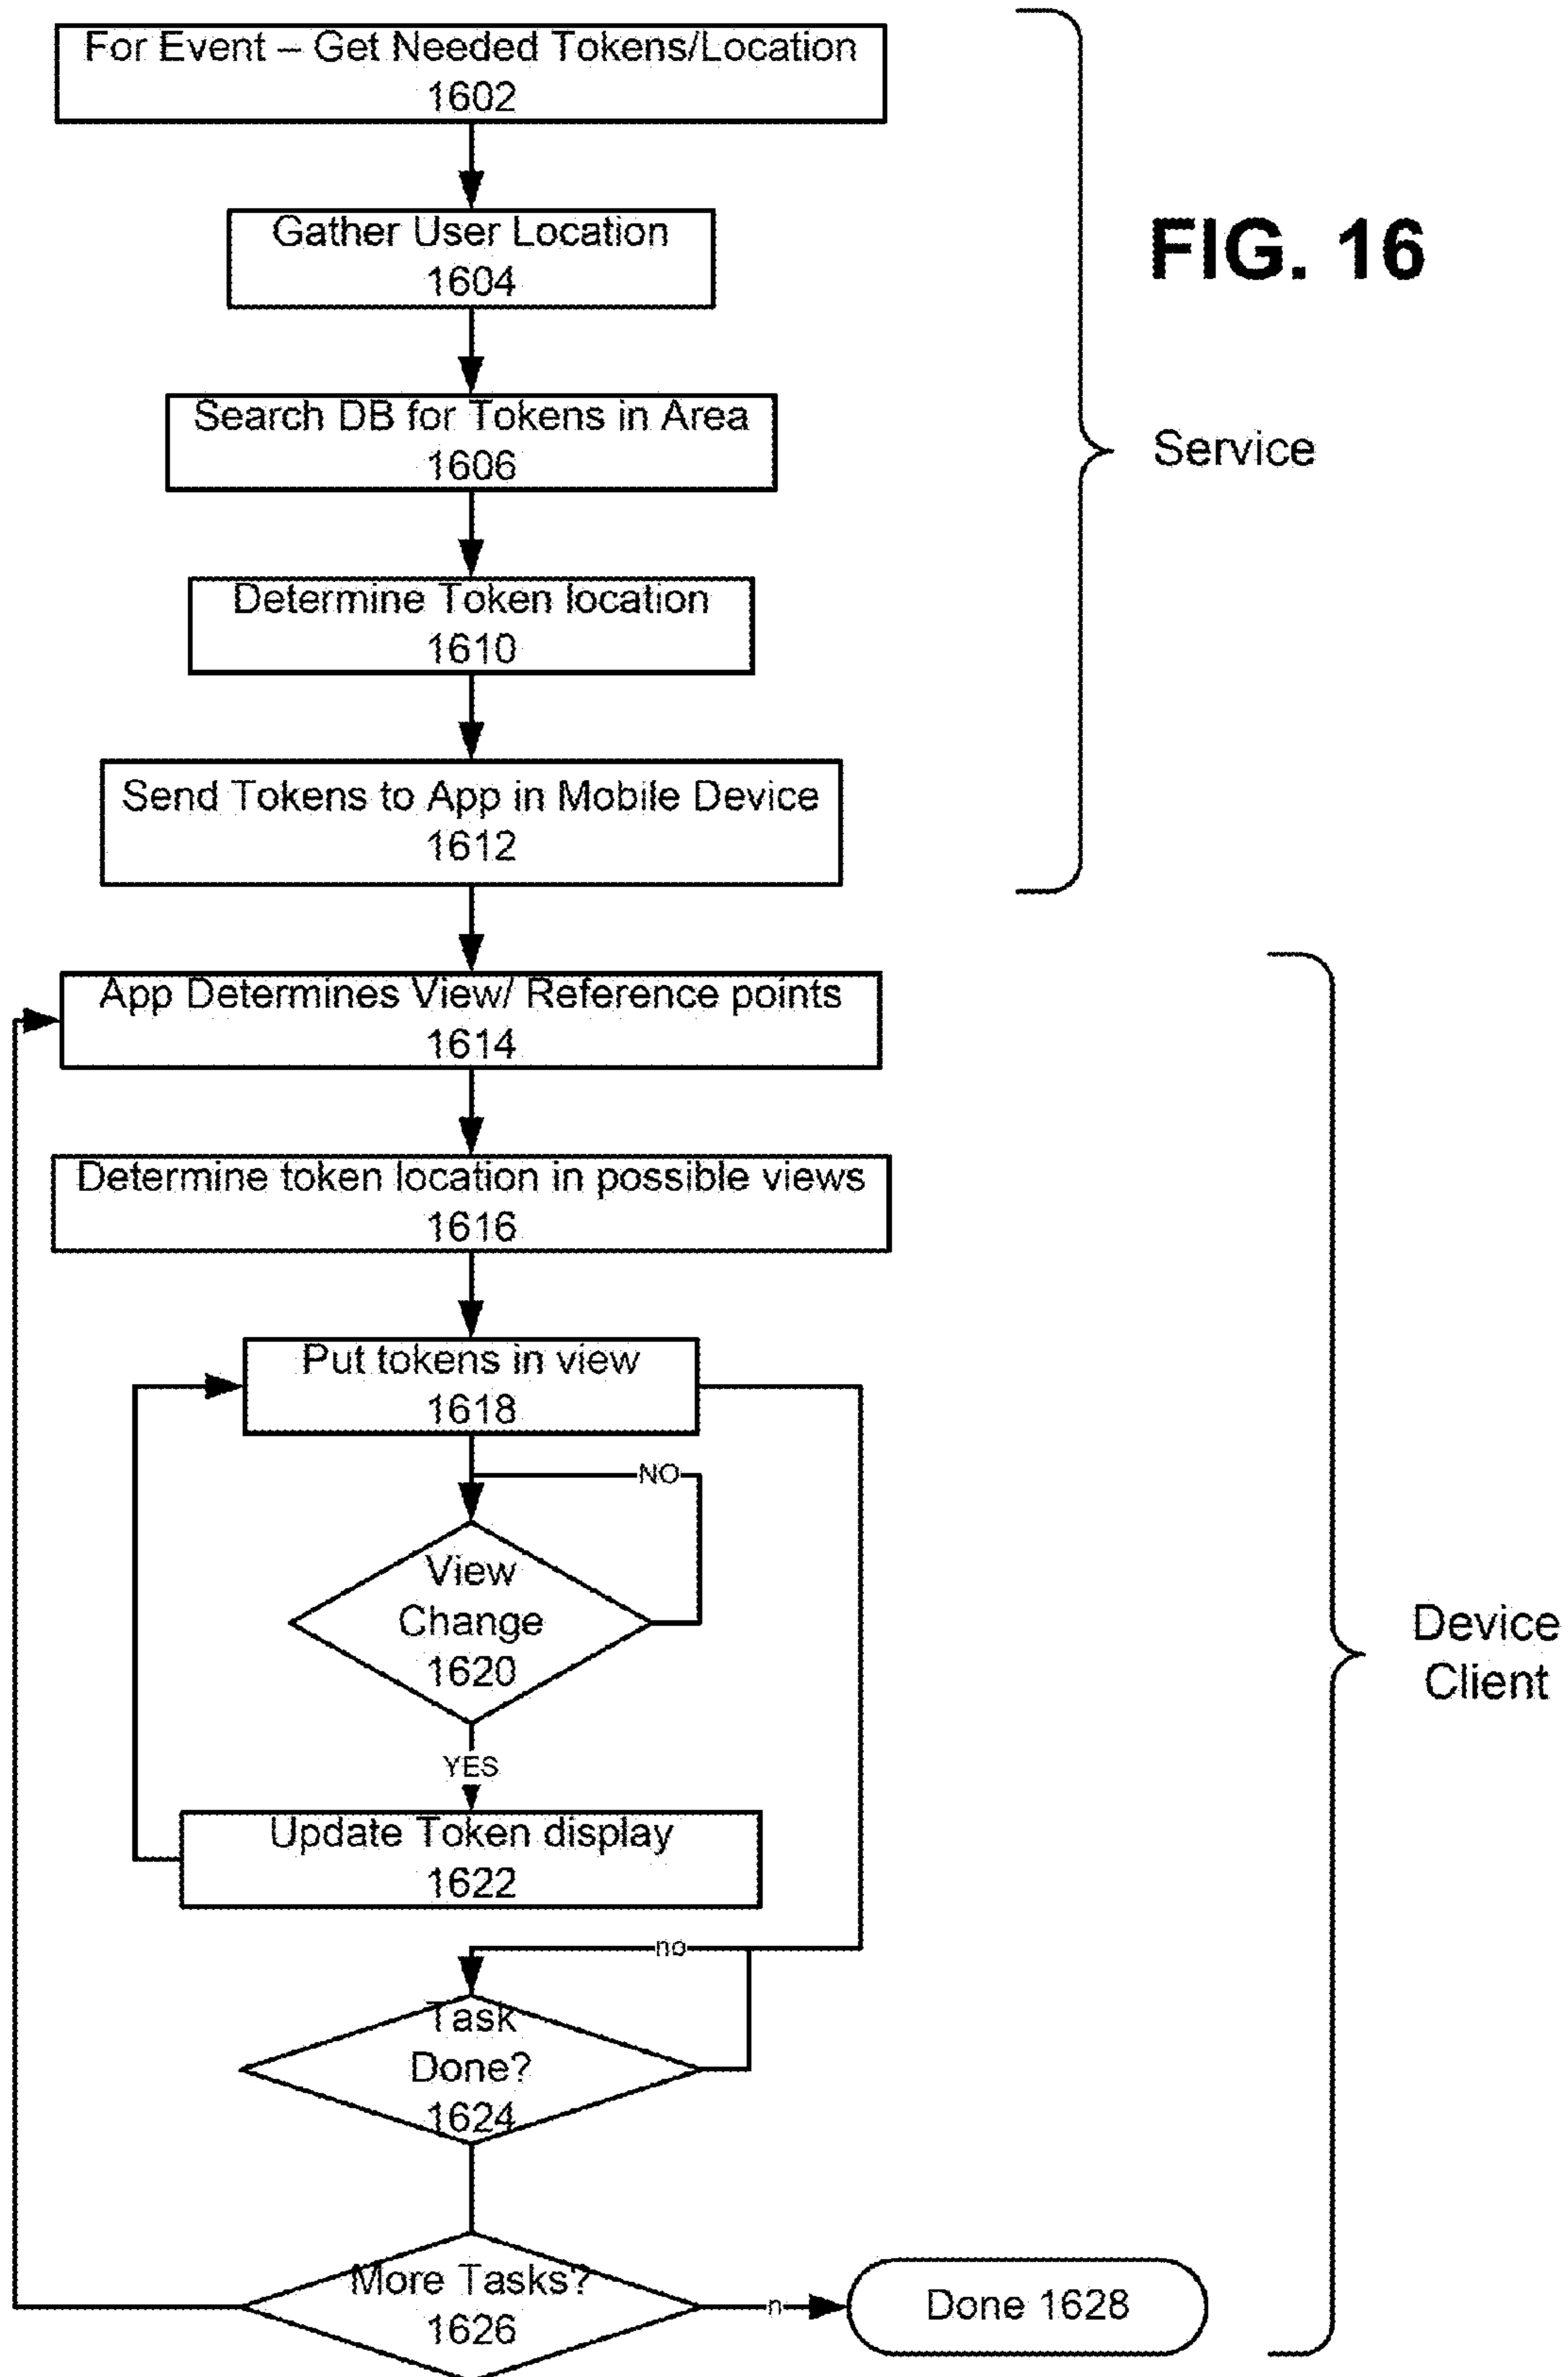 For Event – Get Needed Tokens/Location
1602
Gather User Location
1604
FIG. 16
Search DB for Tokens in Area
1606
Service
Determine Token location
1610
Send Tokens to App in Mobile Device
1612
App Determines View/ Reference points
1614
Determine token location in possible views
1616
Put tokens in view
1618
NO
View
Change
1620
Device
Client
YES
Update Token display
1622
no
Task
Done?
1624
More Tasks?
1626
n
Done 1628